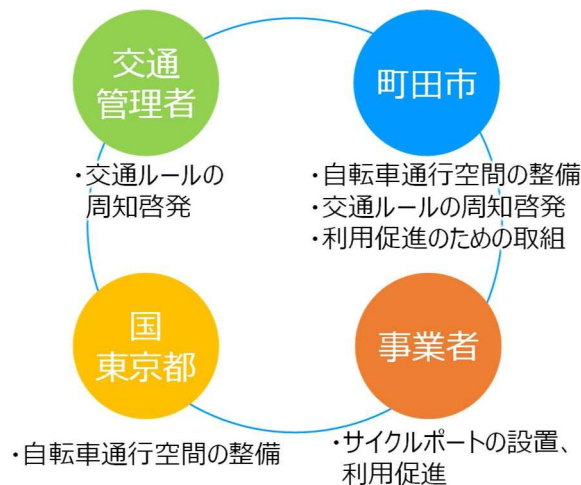 交通
管理者
・交通ルールの
周知啓発
町田市
・自転車通行空間の整備
・交通ルールの周知啓発
・利用促進のための取組
国
東京都
・自転車通行空間の整備
事業者
・サイクルポートの設置、
利用促進